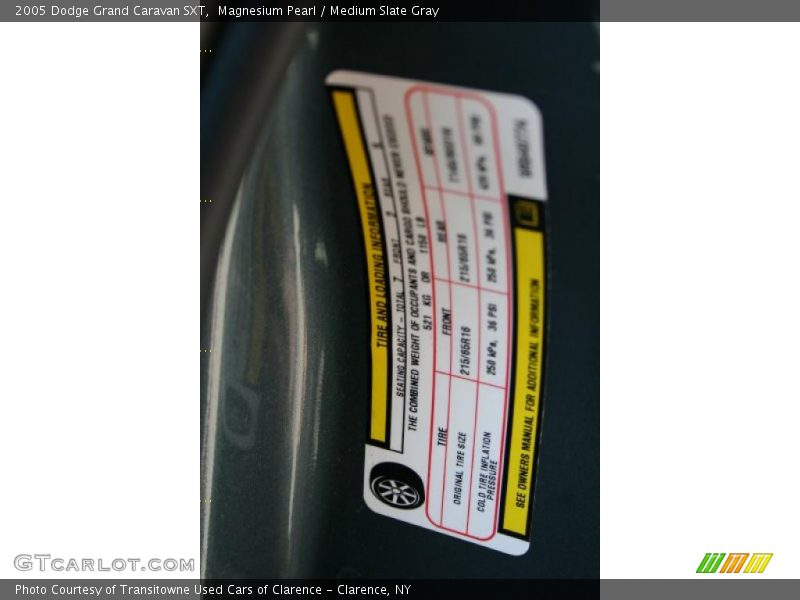 2005 Dodge Grand Caravan SXT,  Magnesium Pearl / Medium Slate Gray
TIRE AND LOADING INFORMATION
SEATING CAPACITY - TOTAL 7 FRONT 2 REAR 5
THE COMBINED WEIGHT OF OCCUPANTS AND CARGO SHOULD NEVER EXCEED
521 KG OR 1150 LB
TIRE FRONT REAR SPARE
ORIGINAL TIRE SIZE 215/65R16 215/65R16
COLD TIRE INFLATION PRESSURE 250 kPa, 36 PSI 250 kPa, 36 PSI
SEE OWNERS MANUAL FOR ADDITIONAL INFORMATION
GTCARLOT.COM
Photo Courtesy of Transitowne Used Cars of Clarence - Clarence, NY